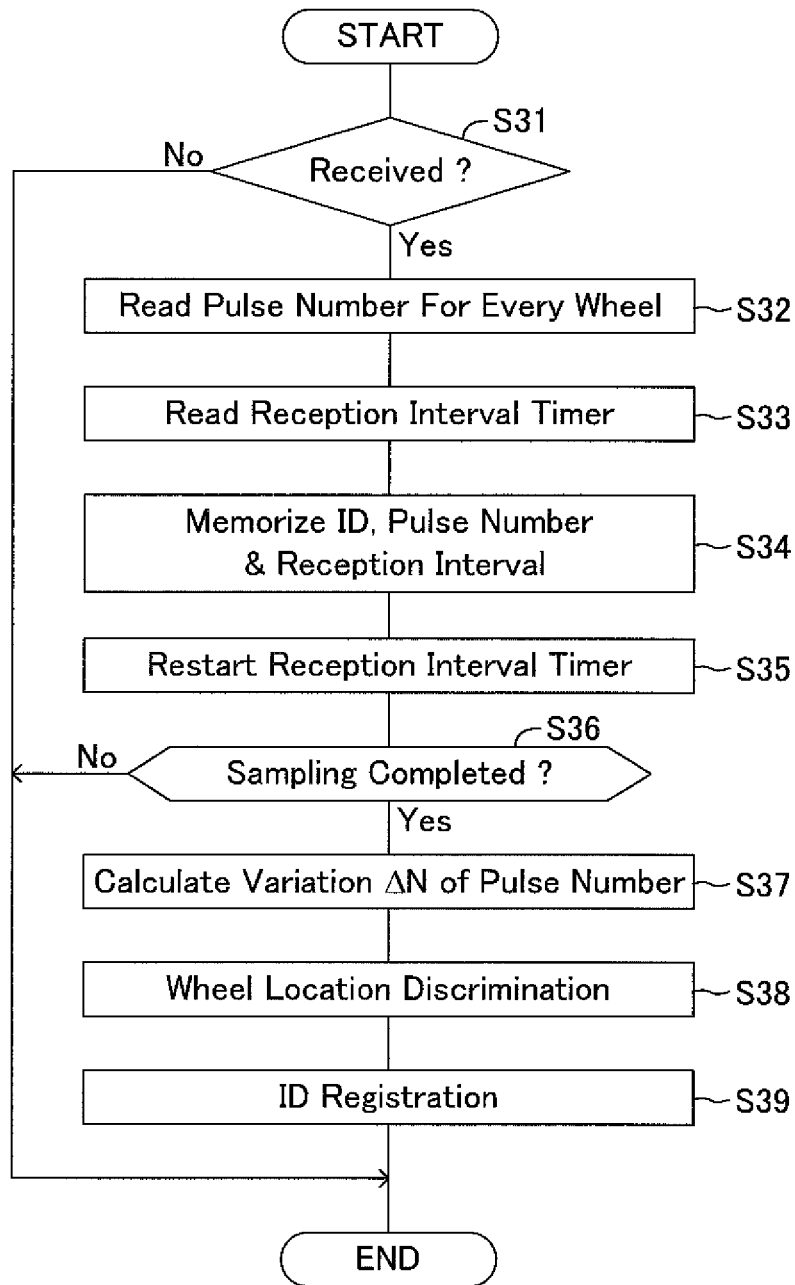 START
S31
No
Received ?
Yes
Read Pulse Number For Every Wheel
S32
Read Reception Interval Timer
S33
Memorize ID, Pulse Number
& Reception Interval
S34
Restart Reception Interval Timer
S35
S36
No
Sampling Completed ?
Yes
Calculate Variation ΔN of Pulse Number
S37
Wheel Location Discrimination
S38
ID Registration
S39
END